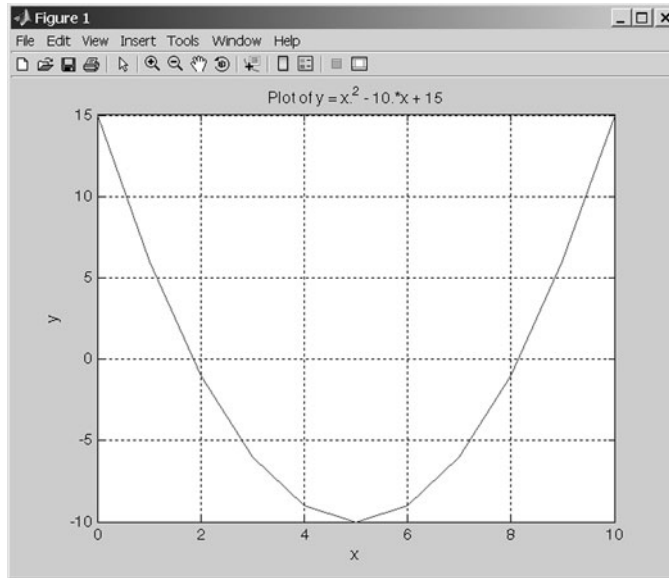 Figure 1
File Edit View Insert Tools Window Help
Plot of y = x.² - 10.*x + 15
15
10
5
0
-5
-10
y
0 2 4 6 8 10
x